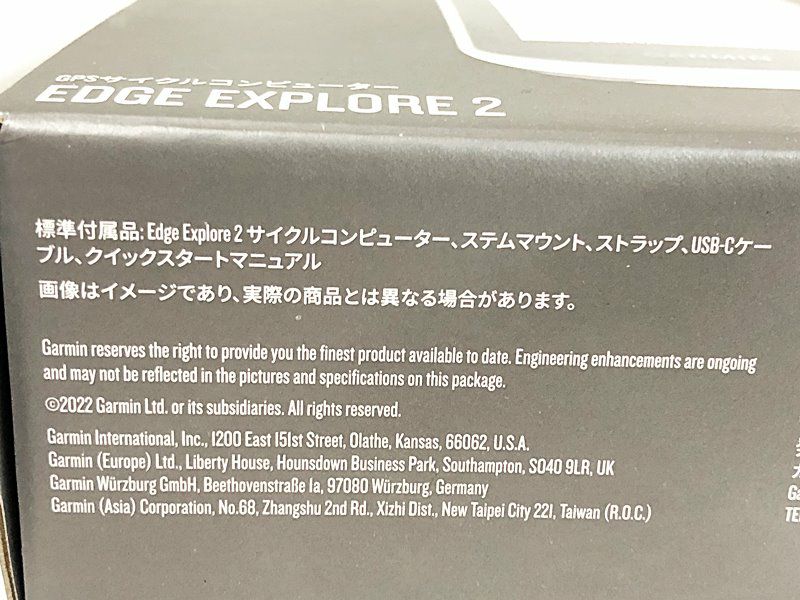 GPSサイクルコンピューター
EDGE EXPLORE 2
標準付属品: Edge Explore 2 サイクルコンピューター、ステムマウント、ストラップ、USB-Cケー
ブル、クイックスタートマニュアル
画像はイメージであり、実際の商品とは異なる場合があります。
Garmin reserves the right to provide you the finest product available to date. Engineering enhancements are ongoing
and may not be reflected in the pictures and specifications on this package.
©2022 Garmin Ltd. or its subsidiaries. All rights reserved.
Garmin International, Inc., 1200 East 151st Street, Olathe, Kansas, 66062, U.S.A.
Garmin (Europe) Ltd., Liberty House, Hounsdown Business Park, Southampton, SO40 9LR, UK
Garmin Würzburg GmbH, Beethovenstraße 1a, 97080 Würzburg, Germany
Garmin (Asia) Corporation, No.68, Zhangshu 2nd Rd., Xizhi Dist., New Taipei City 221, Taiwan (R.O.C.)